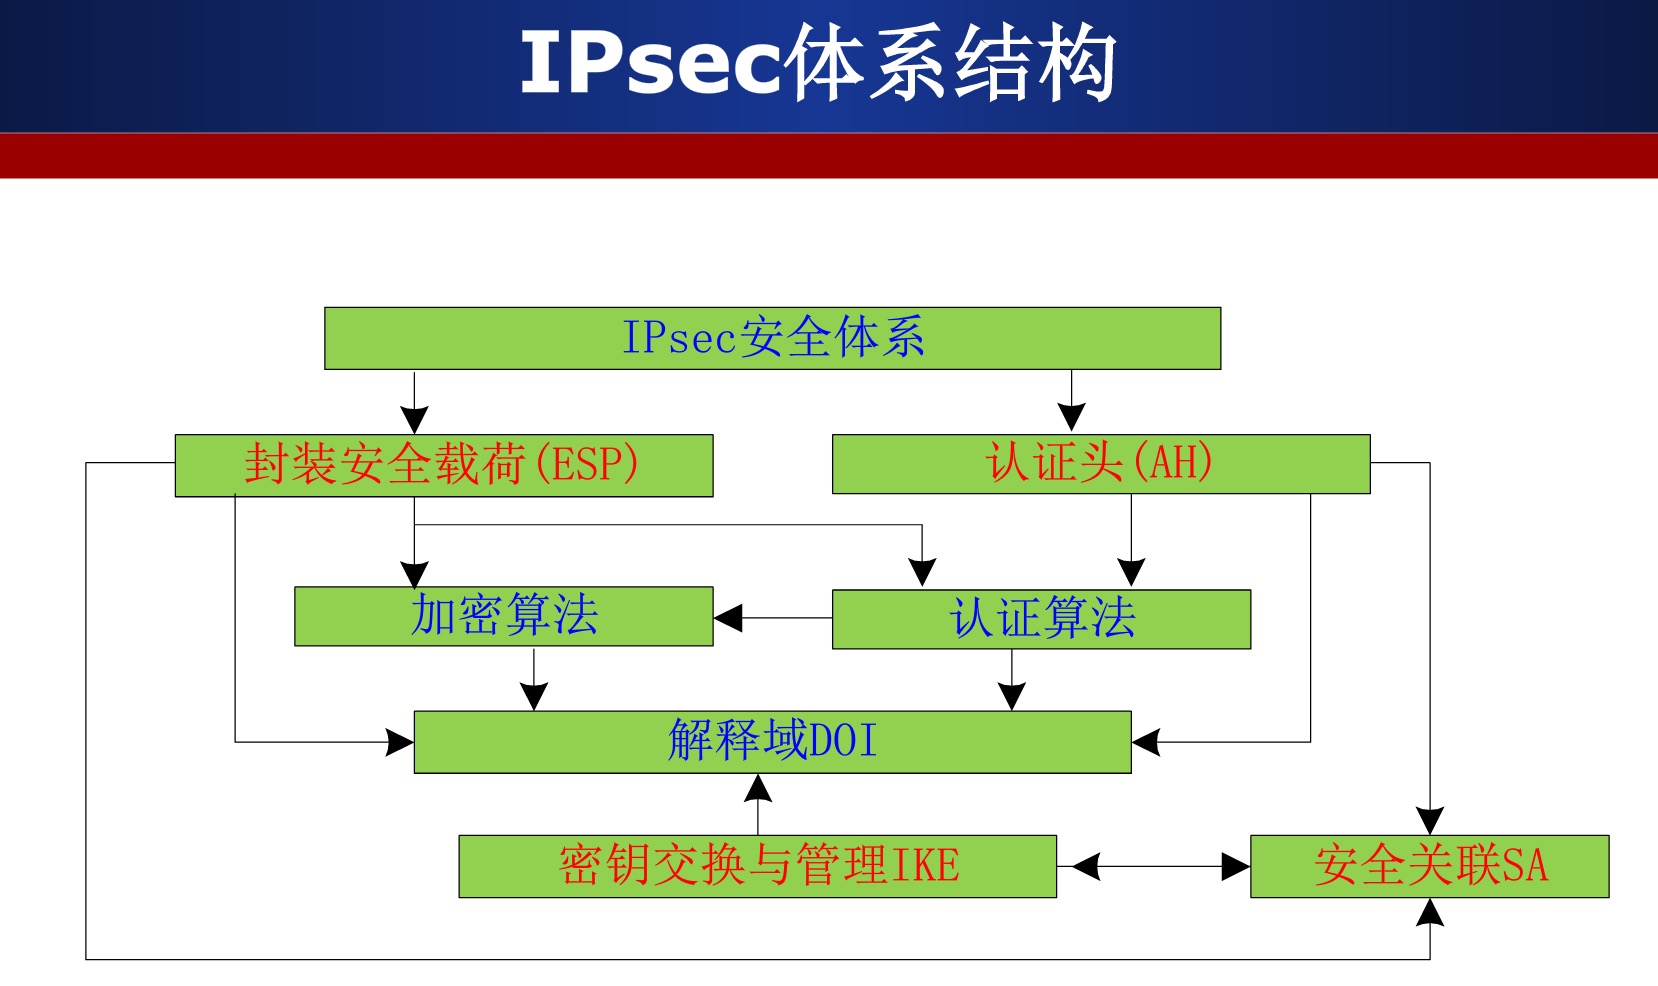 IPsec体系结构
IPsec安全体系
封装安全载荷(ESP)
认证头(AH)
加密算法
认证算法
解释域DOI
密钥交换与管理IKE
安全关联SA